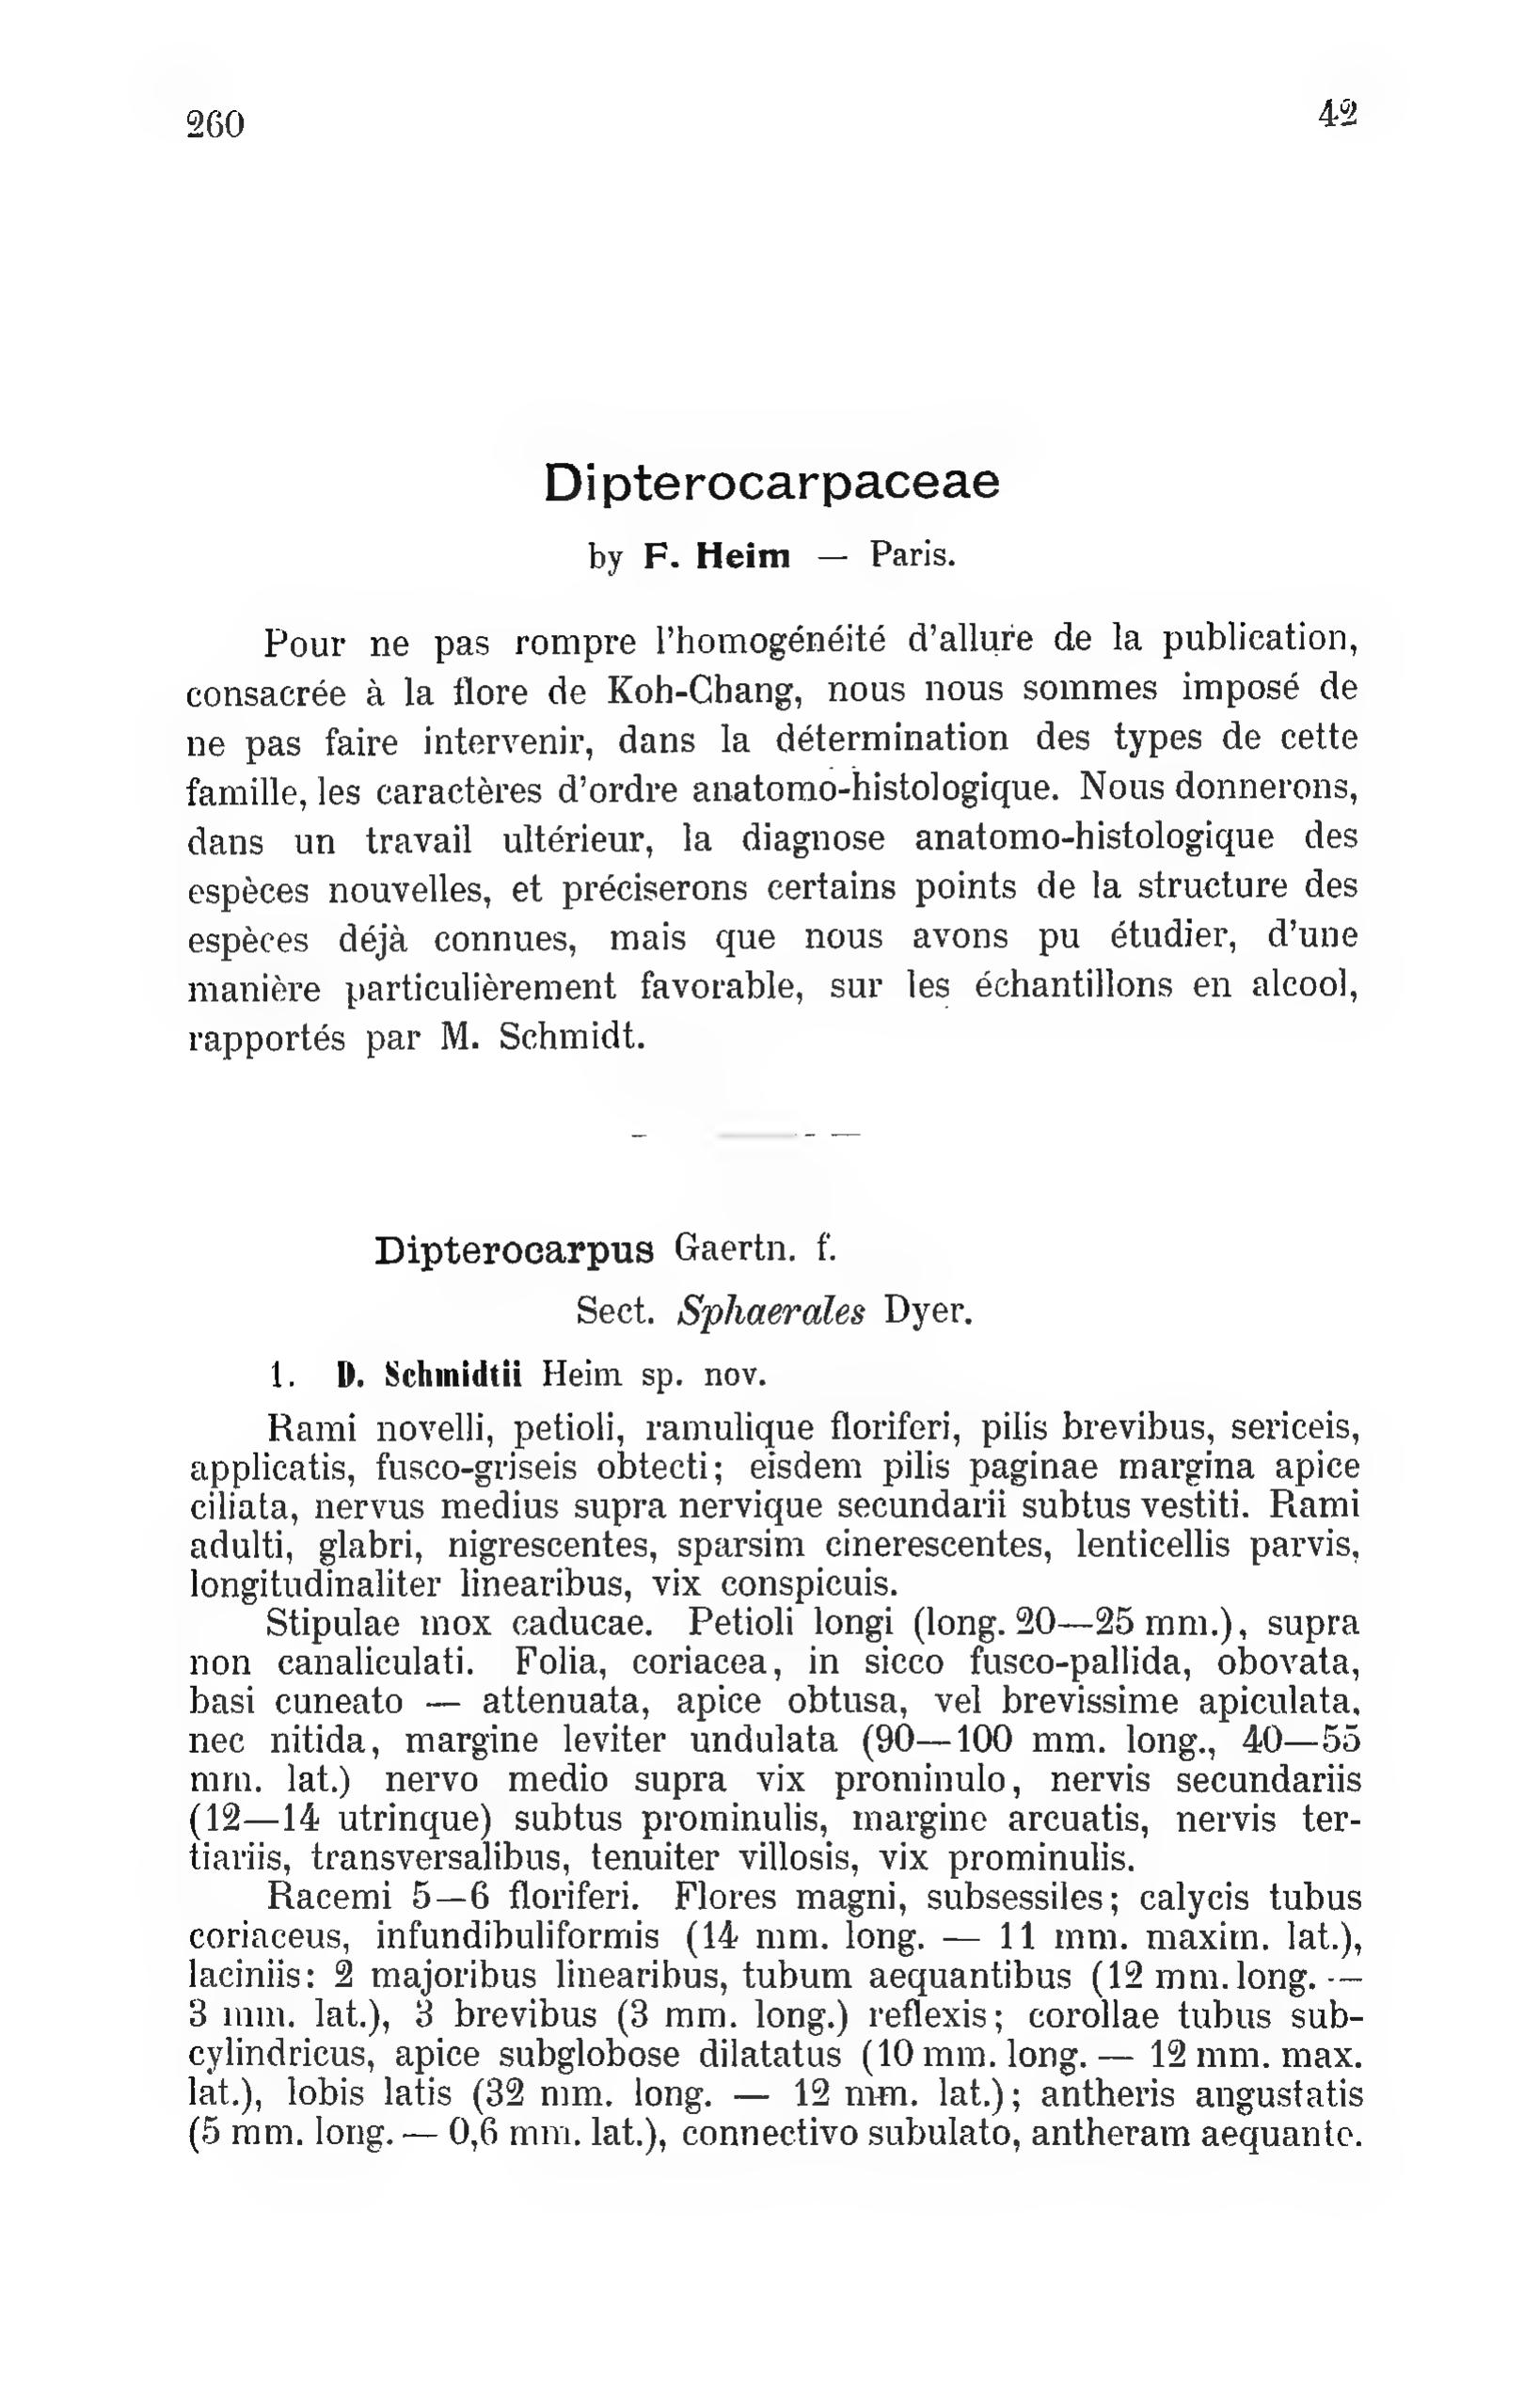 260
42
Dipterocarpaceae
by F. Heim — Paris.
Pour ne pas rompre l'homogénéité d'allure de la publication,
consacrée à la flore de Koh-Chang, nous nous sommes imposé de
ne pas faire intervenir, dans la détermination des types de cette
famille, les caractères d'ordre anatomo-histologique. Nous donnerons,
dans un travail ultérieur, la diagnose anatomo-histologique des
espèces nouvelles, et préciserons certains points de la structure des
espèces déjà connues, mais que nous avons pu étudier, d'une
manière particulièrement favorable, sur les échantillons en alcool,
rapportés par M. Schmidt.
Dipterocarpus Gaertn. f.
Sect. Sphaerales Dyer.
1. D. Schmidtii Heim sp. nov.
Rami novelli, petioli, ramulique floriferi, pilis brevibus, sericeis,
applicatis, fusco-griseis obtecti; eisdem pilis paginae margina apice
ciliata, nervus medius supra nervique secundarii subtus vestiti. Rami
adulti, glabri, nigrescentes, sparsim cinerescentes, lenticellis parvis,
longitudinaliter linearibus, vix conspicuis.
Stipulae mox caducae. Petioli longi (long. 20—25 mm.), supra
non canaliculati. Folia, coriacea, in sicco fusco-pallida, obovata,
basi cuneato — attenuata, apice obtusa, vel brevissime apiculata,
nec nitida, margine leviter undulata (90—100 mm. long., 40—55
mm. lat.) nervo medio supra vix prominulo, nervis secundariis
(12—14 utrinque) subtus prominulis, margine arcuatis, nervis ter-
tiariis, transversalibus, tenuiter villosis, vix prominulis.
Racemi 5—6 floriferi. Flores magni, subsessiles; calycis tubus
coriaceus, infundibuliformis (14 mm. long. — 11 mm. maxim. lat.),
laciniis: 2 majoribus linearibus, tubum aequantibus (12 mm. long. —
3 mm. lat.), 3 brevibus (3 mm. long.) reflexis; corollae tubus sub-
cylindricus, apice subglobose dilatatus (10 mm. long. — 12 mm. max.
lat.), lobis latis (32 mm. long. — 12 mm. lat.); antheris angustatis
(5 mm. long. — 0,6 mm. lat.), connectivo subulato, antheram aequante.